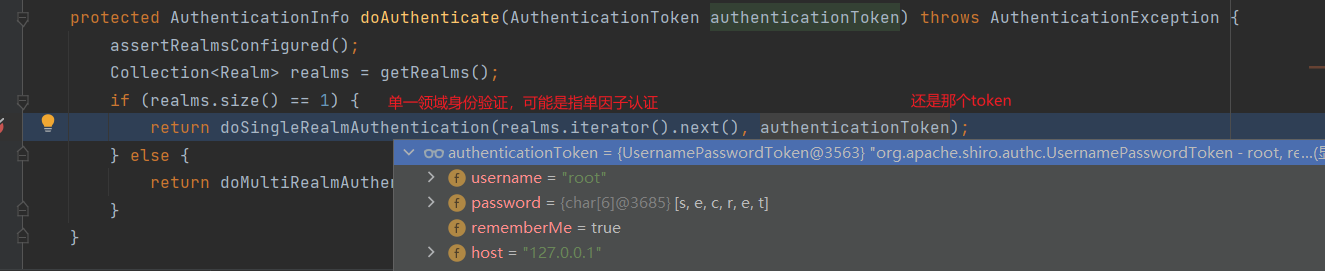 protected AuthenticationInfo doAuthenticate(AuthenticationToken authenticationToken) throws AuthenticationException {
assertRealmsConfigured();
Collection<Realm> realms = getRealms();
if (realms.size() == 1) { 单一领域身份验证，可能是指单因子认证 还是那个token
return doSingleRealmAuthentication(realms.iterator().next(), authenticationToken);
} else {
authenticationToken = {UsernamePasswordToken@3563} "org.apache.shiro.authc.UsernamePasswordToken - root, re...(
return doMultiRealmAuthen
username = "root"
password = {char[6]@3685} [s, e, c, r, e, t]
}
rememberMe = true
}
host = "127.0.0.1"